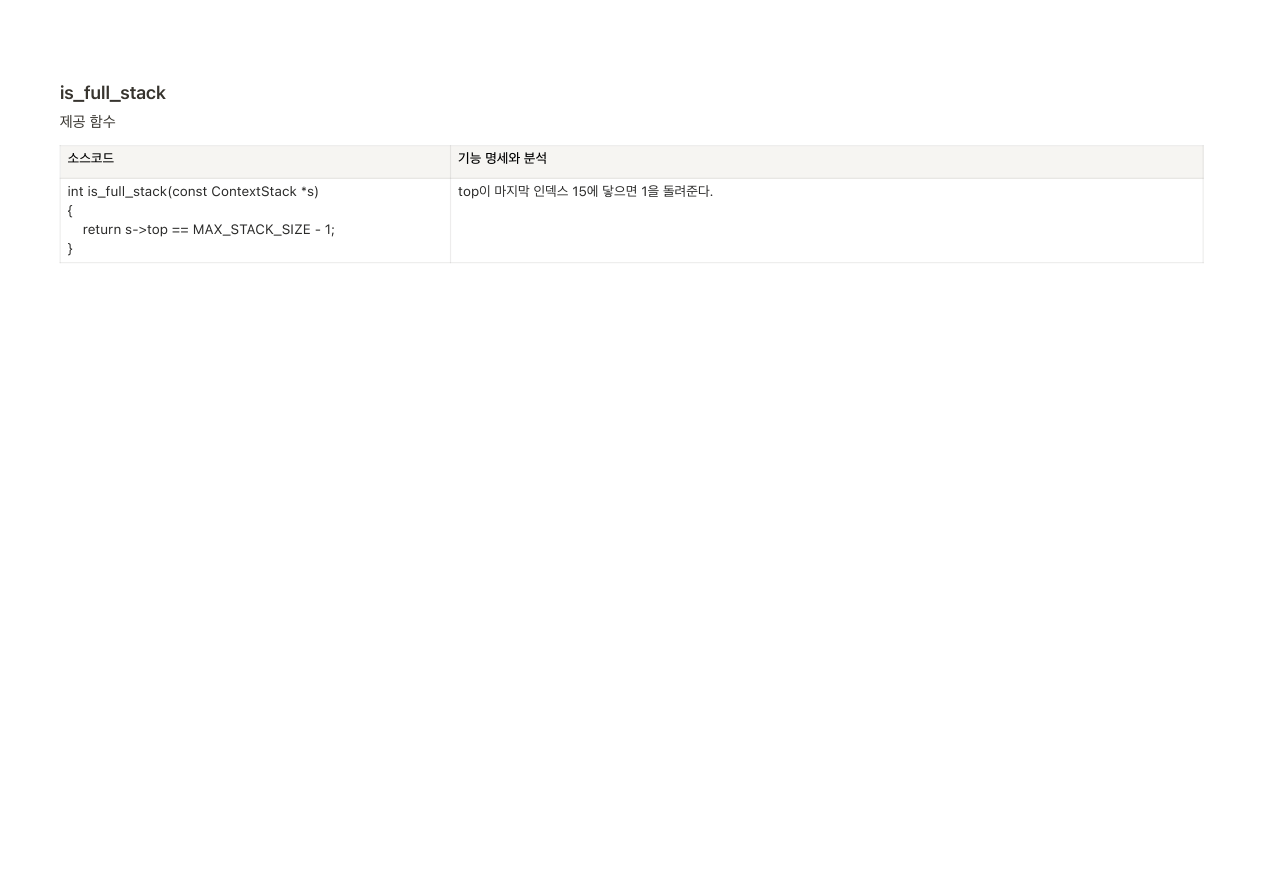 is_full_stack
제공 함수
소스코드
기능 명세와 분석
int is_full_stack(const ContextStack *s)
{
    return s->top == MAX_STACK_SIZE - 1;
}
top이 마지막 인덱스 15에 닿으면 1을 돌려준다.